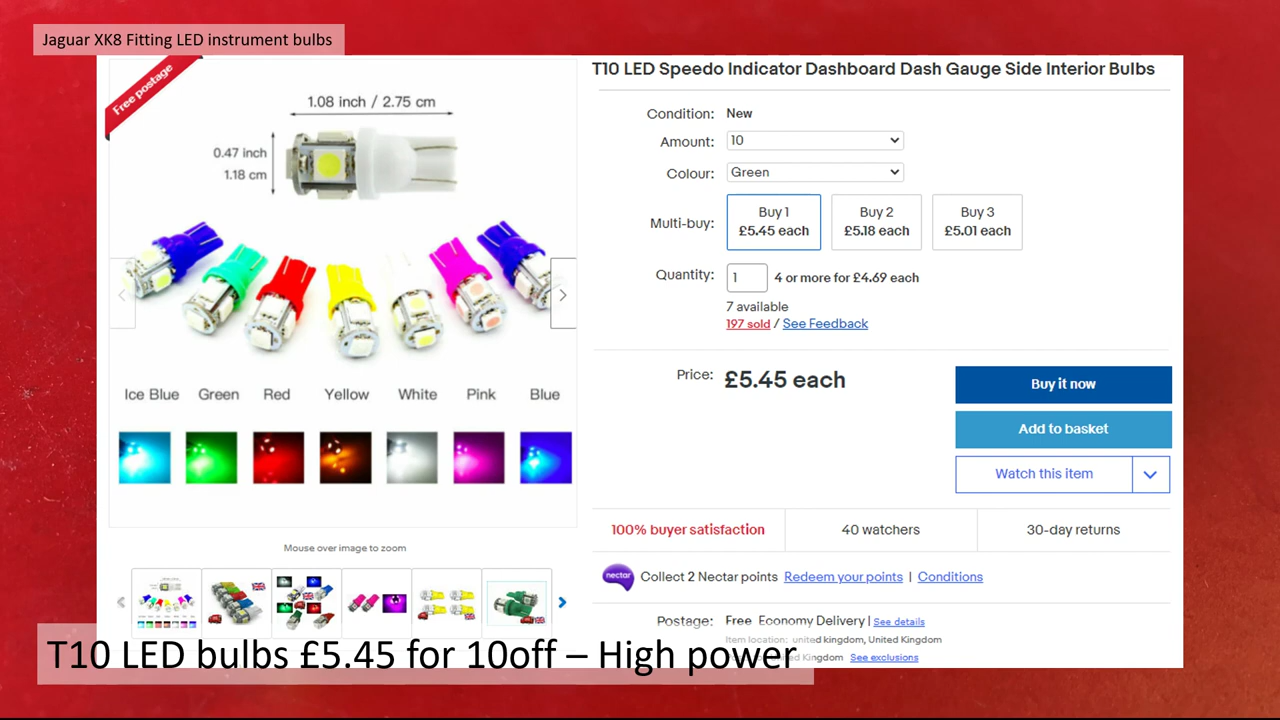 Jaguar XK8 Fitting LED instrument bulbs
Free postage
1.08 inch / 2.75 cm
0.47 inch
1.18 cm
Ice Blue Green Red Yellow White Pink Blue
Mouse over image to zoom
T10 LED Speedo Indicator Dashboard Dash Gauge Side Interior Bulbs
Condition: New
Amount: 10
Colour: Green
Multi-buy:
Buy 1 Buy 2 Buy 3
£5.45 each £5.18 each £5.01 each
Quantity: 1 4 or more for £4.69 each
7 available
197 sold / See Feedback
Price: £5.45 each
Buy it now
Add to basket
Watch this item
100% buyer satisfaction 40 watchers 30-day returns
nectar Collect 2 Nectar points Redeem your points | Conditions
Postage: Free Economy Delivery | See details
Item location: united kingdom, United Kingdom
Kingdom See exclusions
T10 LED bulbs £5.45 for 10off – High power